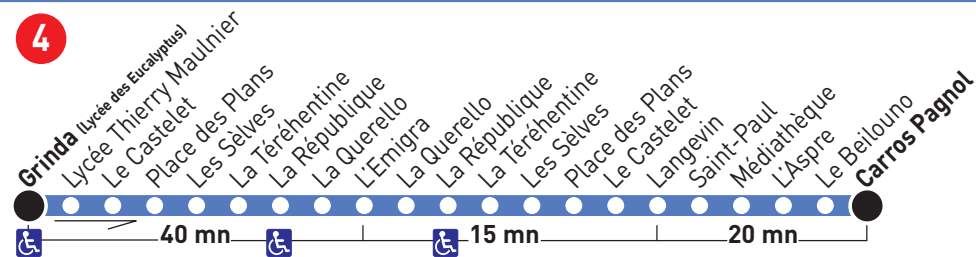 4
Grinda (Lycée des Eucalyptus)
Lycée Thierry Maulnier
Le Castelet
Place des Plans
Les Sèlves
La Téréhentine
La République
La Querello
L'Emigra
La Querello
La République
La Téréhentine
Les Sèlves
Place des Plans
Le Castelet
Langevin
Saint-Paul
Médiathèque
L'Aspre
Le Beilouno
Carros Pagnol
40 mn
15 mn
20 mn